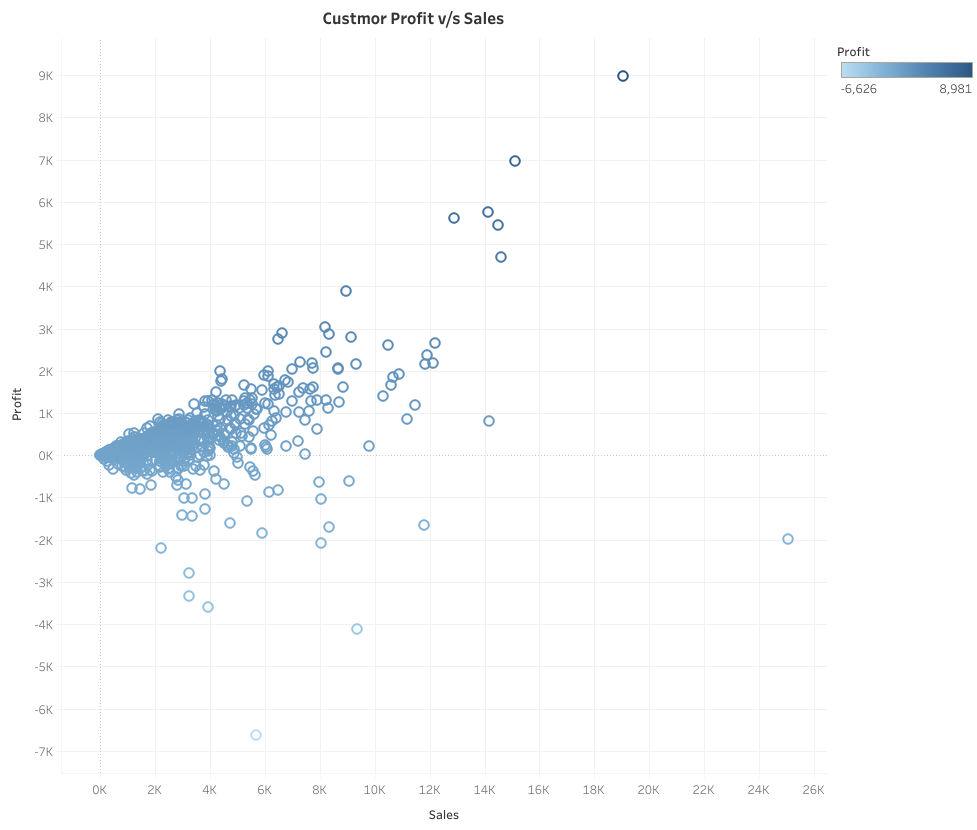 Custmor Profit v/s Sales
Profit
-6,626 8,981
9K
8K
7K
6K
5K
4K
3K
2K
1K
0K
-1K
-2K
-3K
-4K
-5K
-6K
-7K
Profit
0K 2K 4K 6K 8K 10K 12K 14K 16K 18K 20K 22K 24K 26K
Sales